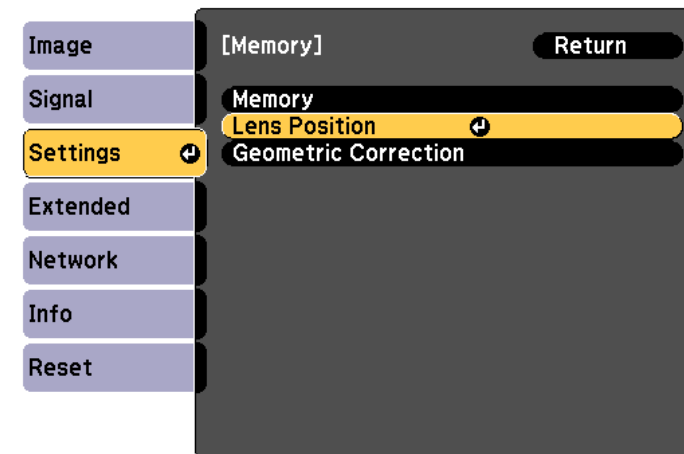 Image
Signal
Settings
Extended
Network
Info
Reset
[Memory]
Return
Memory
Lens Position
Geometric Correction